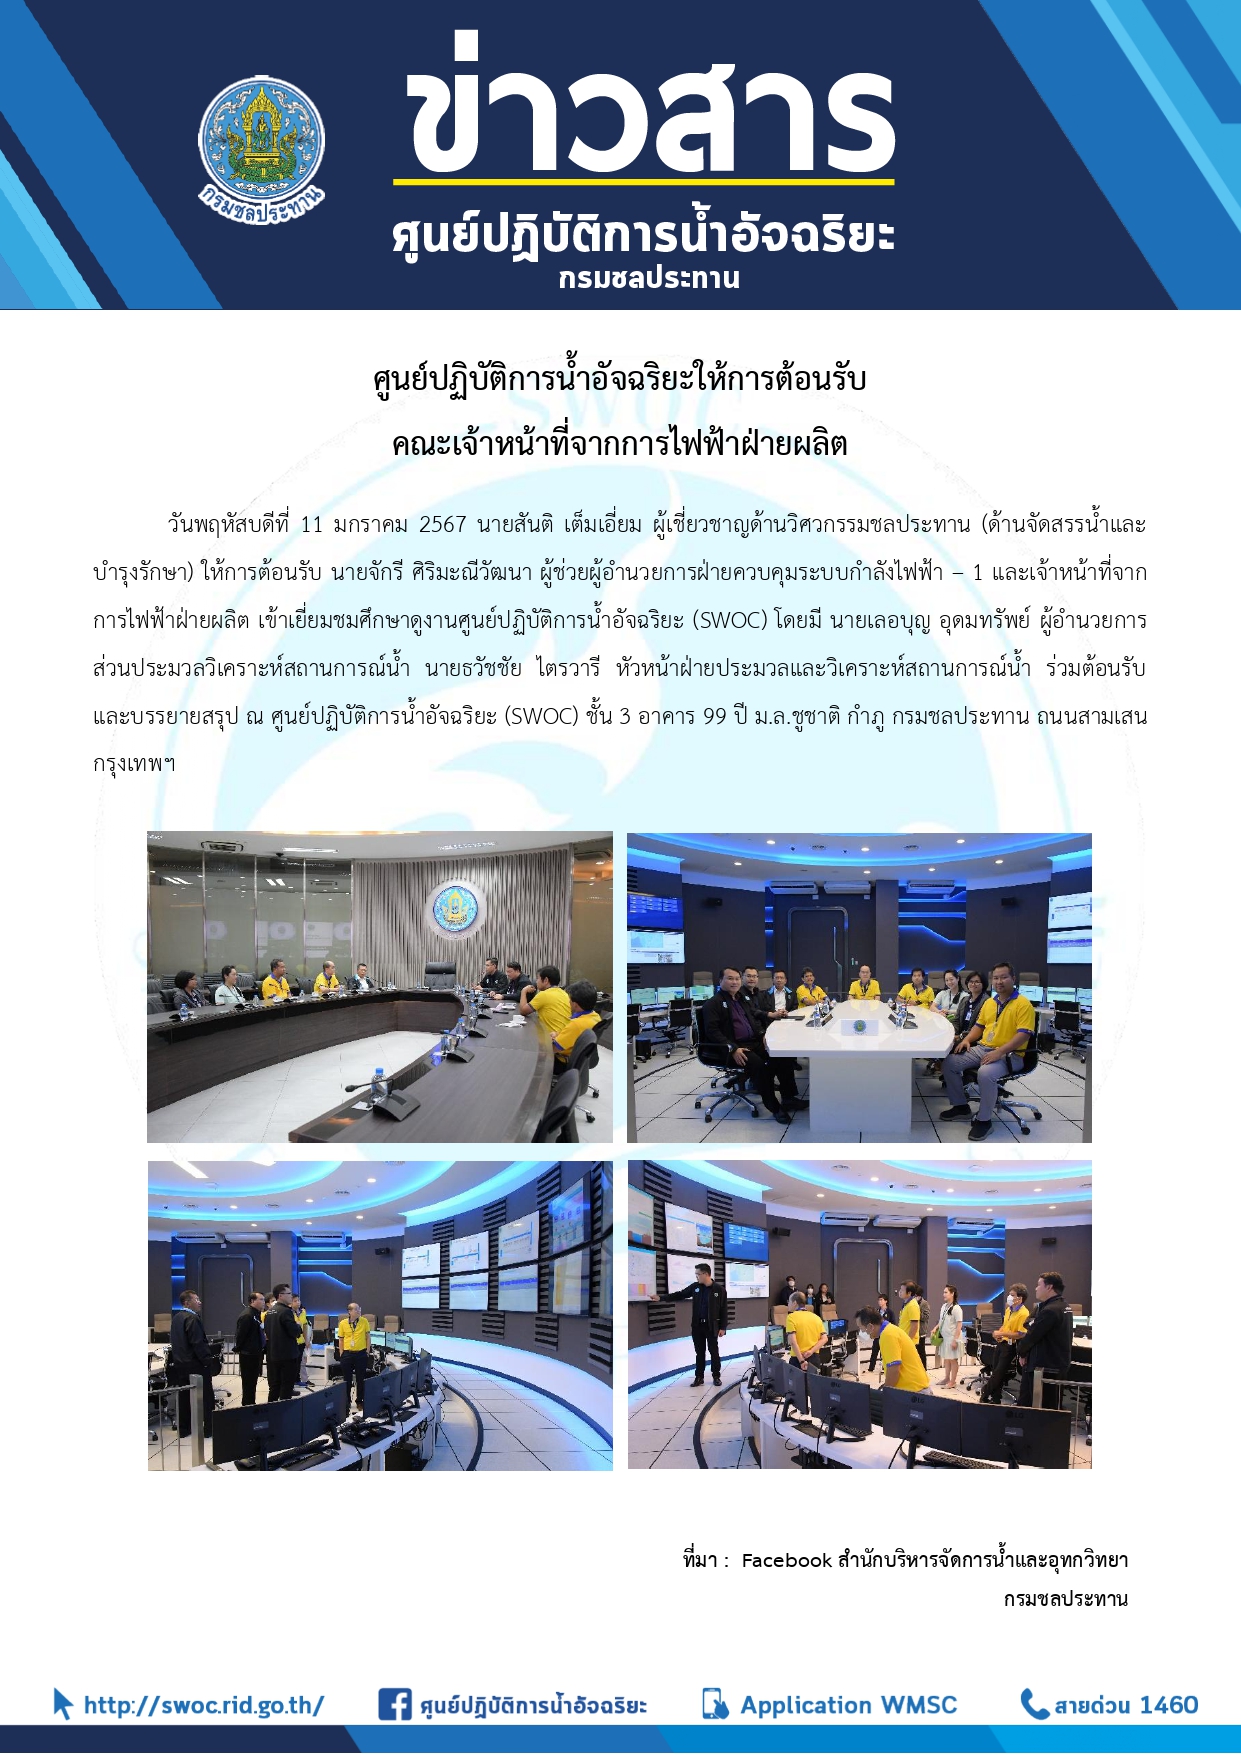 ข่าวสาร
กรมชลประทาน
ศูนย์ปฏิบัติการน้ำอัจฉริยะ
กรมชลประทาน
SWOC
ศูนย์ปฏิบัติการน้ำอัจฉริยะให้การต้อนรับ
คณะเจ้าหน้าที่จากการไฟฟ้าฝ่ายผลิต
วันพฤหัสบดีที่ 11 มกราคม 2567 นายสันติ เต็มเอี่ยม ผู้เชี่ยวชาญด้านวิศวกรรมชลประทาน (ด้านจัดสรรน้ำและ
บำรุงรักษา) ให้การต้อนรับ นายจักรี ศิริมะณีวัฒนา ผู้ช่วยผู้อำนวยการฝ่ายควบคุมระบบกำลังไฟฟ้า – 1 และเจ้าหน้าที่จาก
การไฟฟ้าฝ่ายผลิต เข้าเยี่ยมชมศึกษาดูงานศูนย์ปฏิบัติการน้ำอัจฉริยะ (SWOC) โดยมี นายเลอบุญ อุดมทรัพย์ ผู้อำนวยการ
ส่วนประมวลวิเคราะห์สถานการณ์น้ำ นายธวัชชัย ไตรวารี หัวหน้าฝ่ายประมวลและวิเคราะห์สถานการณ์น้ำ ร่วมต้อนรับ
และบรรยายสรุป ณ ศูนย์ปฏิบัติการน้ำอัจฉริยะ (SWOC) ชั้น 3 อาคาร 99 ปี ม.ล.ชูชาติ กำภู กรมชลประทาน ถนนสามเสน
กรุงเทพฯ
ที่มา : Facebook สำนักบริหารจัดการน้ำและอุทกวิทยา
กรมชลประทาน
http://swoc.rid.go.th/ ศูนย์ปฏิบัติการน้ำอัจฉริยะ Application WMSC สายด่วน 1460